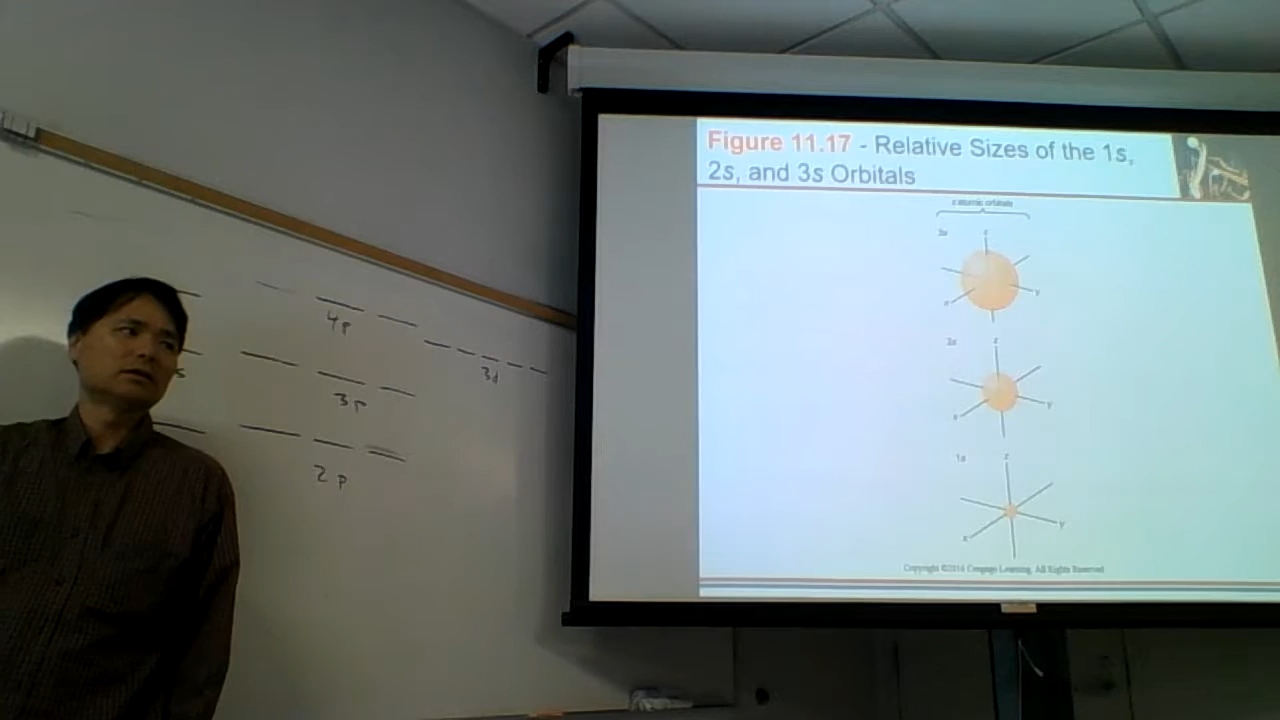 Figure 11.17 - Relative Sizes of the 1s,
2s, and 3s Orbitals
s atomic orbitals
3s
z
x
y
2s
z
x
y
1s
z
x
y
Copyright ©2016 Cengage Learning. All Rights Reserved
4p
3d
s
3p
2p